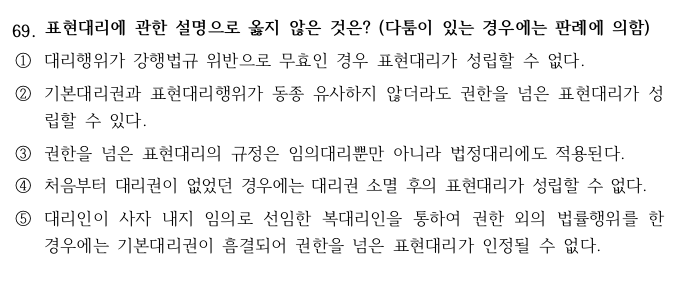 69. 표현대리에 관한 설명으로 옳지 않은 것은? (다툼이 있는 경우에는 판례에 의함)
① 대리행위가 강행법규 위반으로 무효인 경우 표현대리가 성립할 수 없다.
② 기본대리권과 표현대리행위가 동종 유사하지 않더라도 권한을 넘은 표현대리가 성
립할 수 있다.
③ 권한을 넘은 표현대리의 규정은 임의대리뿐만 아니라 법정대리에도 적용된다.
④ 처음부터 대리권이 없었던 경우에는 대리권 소멸 후의 표현대리가 성립할 수 없다.
⑤ 대리인이 사자 내지 임의로 선임한 복대리인을 통하여 권한 외의 법률행위를 한
경우에는 기본대리권이 흠결되어 권한을 넘은 표현대리가 인정될 수 없다.